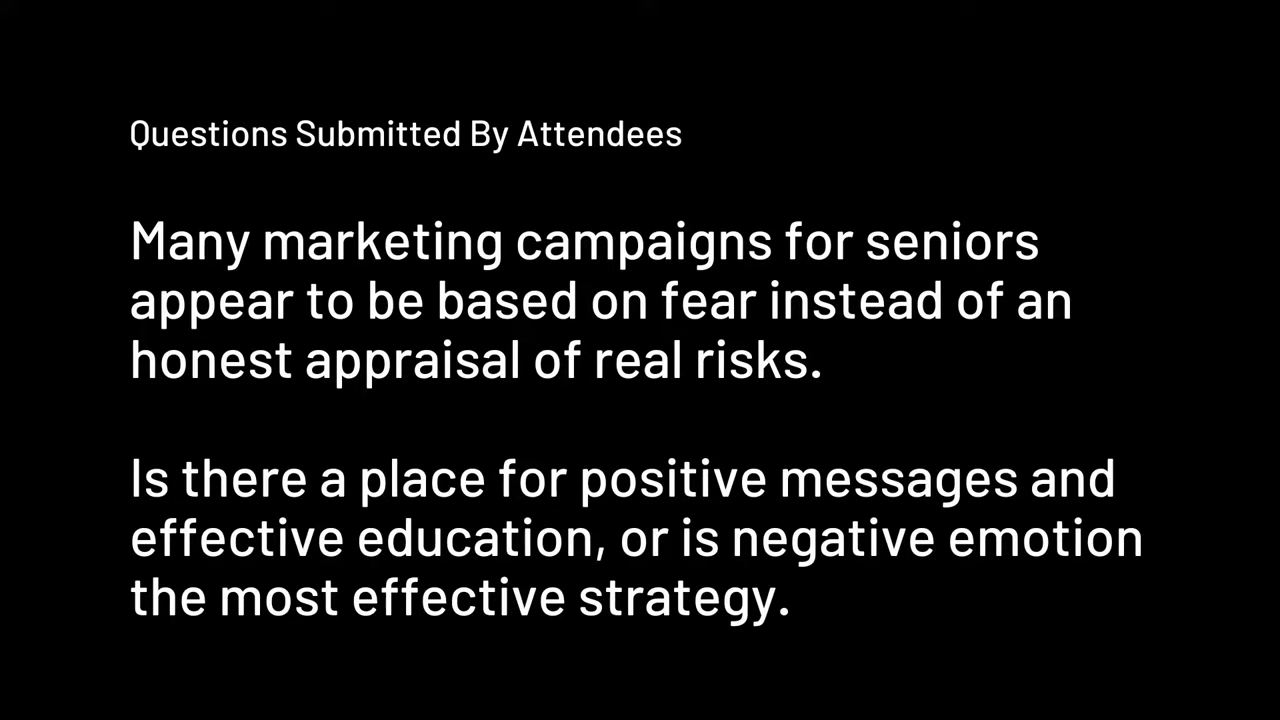 Questions Submitted By Attendees
Many marketing campaigns for seniors
appear to be based on fear instead of an
honest appraisal of real risks.
Is there a place for positive messages and
effective education, or is negative emotion
the most effective strategy.